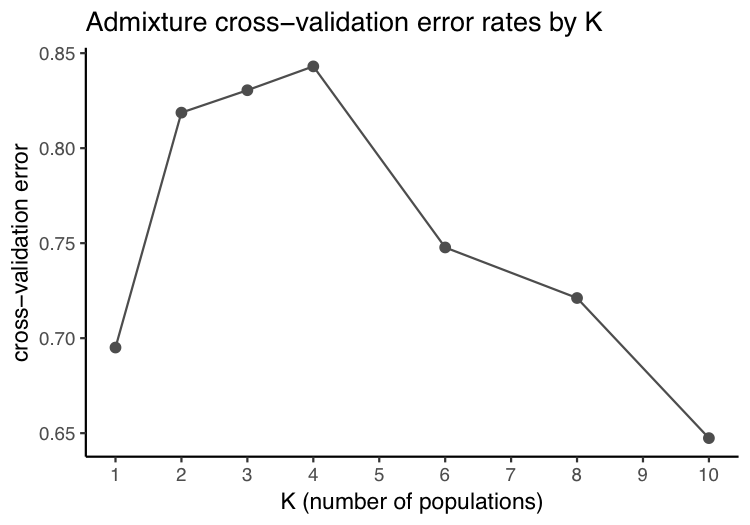 Admixture cross−validation error rates by K
cross−validation error
0.85
0.80
0.75
0.70
0.65
1 2 3 4 5 6 7 8 9 10
K (number of populations)